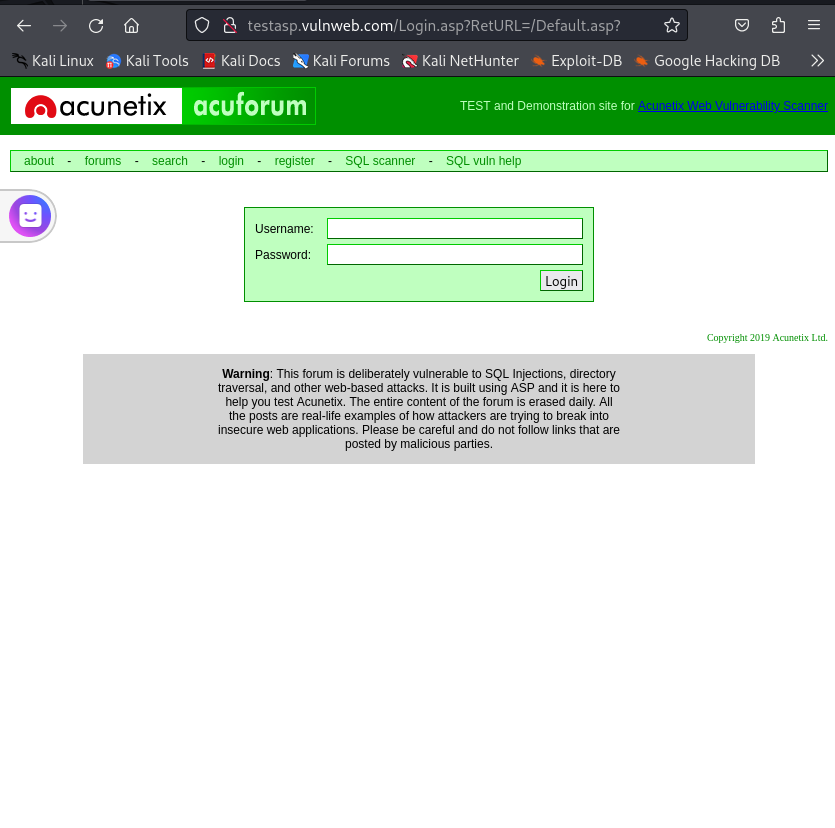 testasp.vulnweb.com/Login.asp?RetURL=/Default.asp?
Kali Linux Kali Tools Kali Docs Kali Forums Kali NetHunter Exploit-DB Google Hacking DB
acunetix acuforum TEST and Demonstration site for Acunetix Web Vulnerability Scanner
about - forums - search - login - register - SQL scanner - SQL vuln help
Username:
Password:
Login
Copyright 2019 Acunetix Ltd.
Warning: This forum is deliberately vulnerable to SQL Injections, directory
traversal, and other web-based attacks. It is built using ASP and it is here to
help you test Acunetix. The entire content of the forum is erased daily. All
the posts are real-life examples of how attackers are trying to break into
insecure web applications. Please be careful and do not follow links that are
posted by malicious parties.